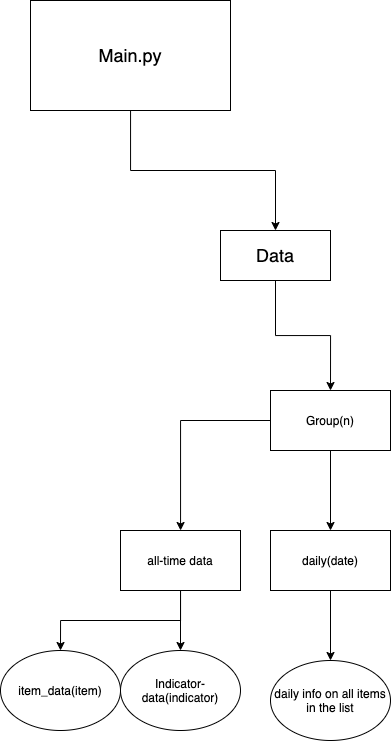 Main.py
Data
Group(n)
all-time data
daily(date)
item_data(item)
Indicator-
data(indicator)
daily info on all items
in the list